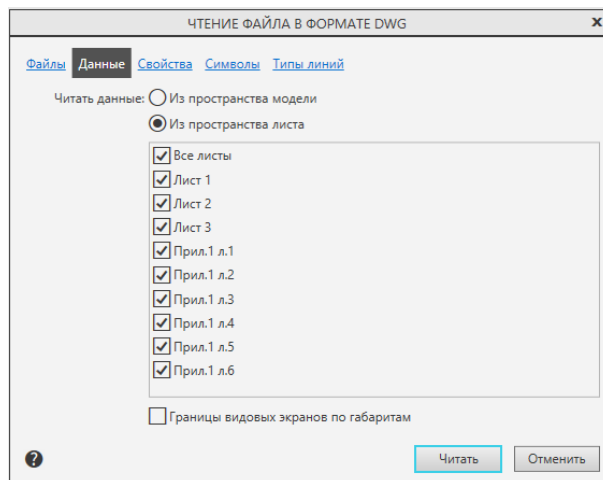 ЧТЕНИЕ ФАЙЛА В ФОРМАТЕ DWG x
Файлы Данные Свойства Символы Типы линий
Читать данные: Из пространства модели
Из пространства листа
Все листы
Лист 1
Лист 2
Лист 3
Прил.1 л.1
Прил.1 л.2
Прил.1 л.3
Прил.1 л.4
Прил.1 л.5
Прил.1 л.6
Границы видовых экранов по габаритам
? Читать Отменить